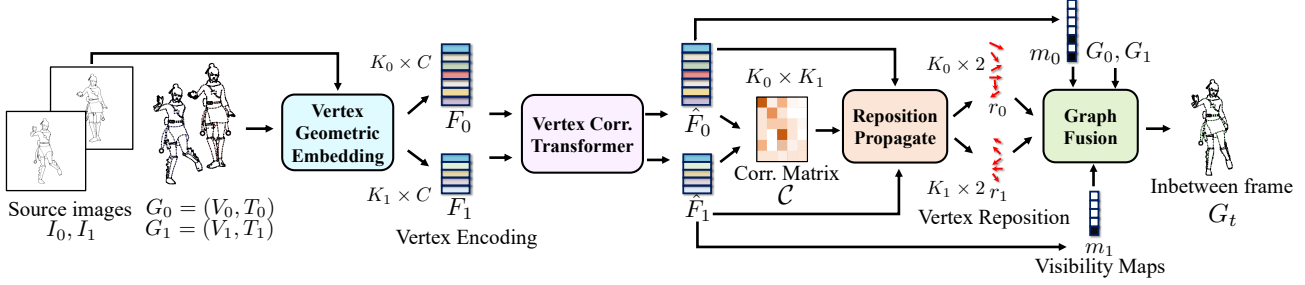 Source images
I₀, I₁
G₀ = (V₀, T₀)
G₁ = (V₁, T₁)
Vertex
Geometric
Embedding
K₀ × C
F₀
K₁ × C
F₁
Vertex Encoding
Vertex Corr.
Transformer
F̂₀
F̂₁
K₀ × K₁
Corr. Matrix
𝒞
Reposition
Propagate
K₀ × 2
r₀
K₁ × 2
r₁
Vertex Reposition
m₀
G₀, G₁
Graph
Fusion
m₁
Visibility Maps
Inbetween frame
Gₜ